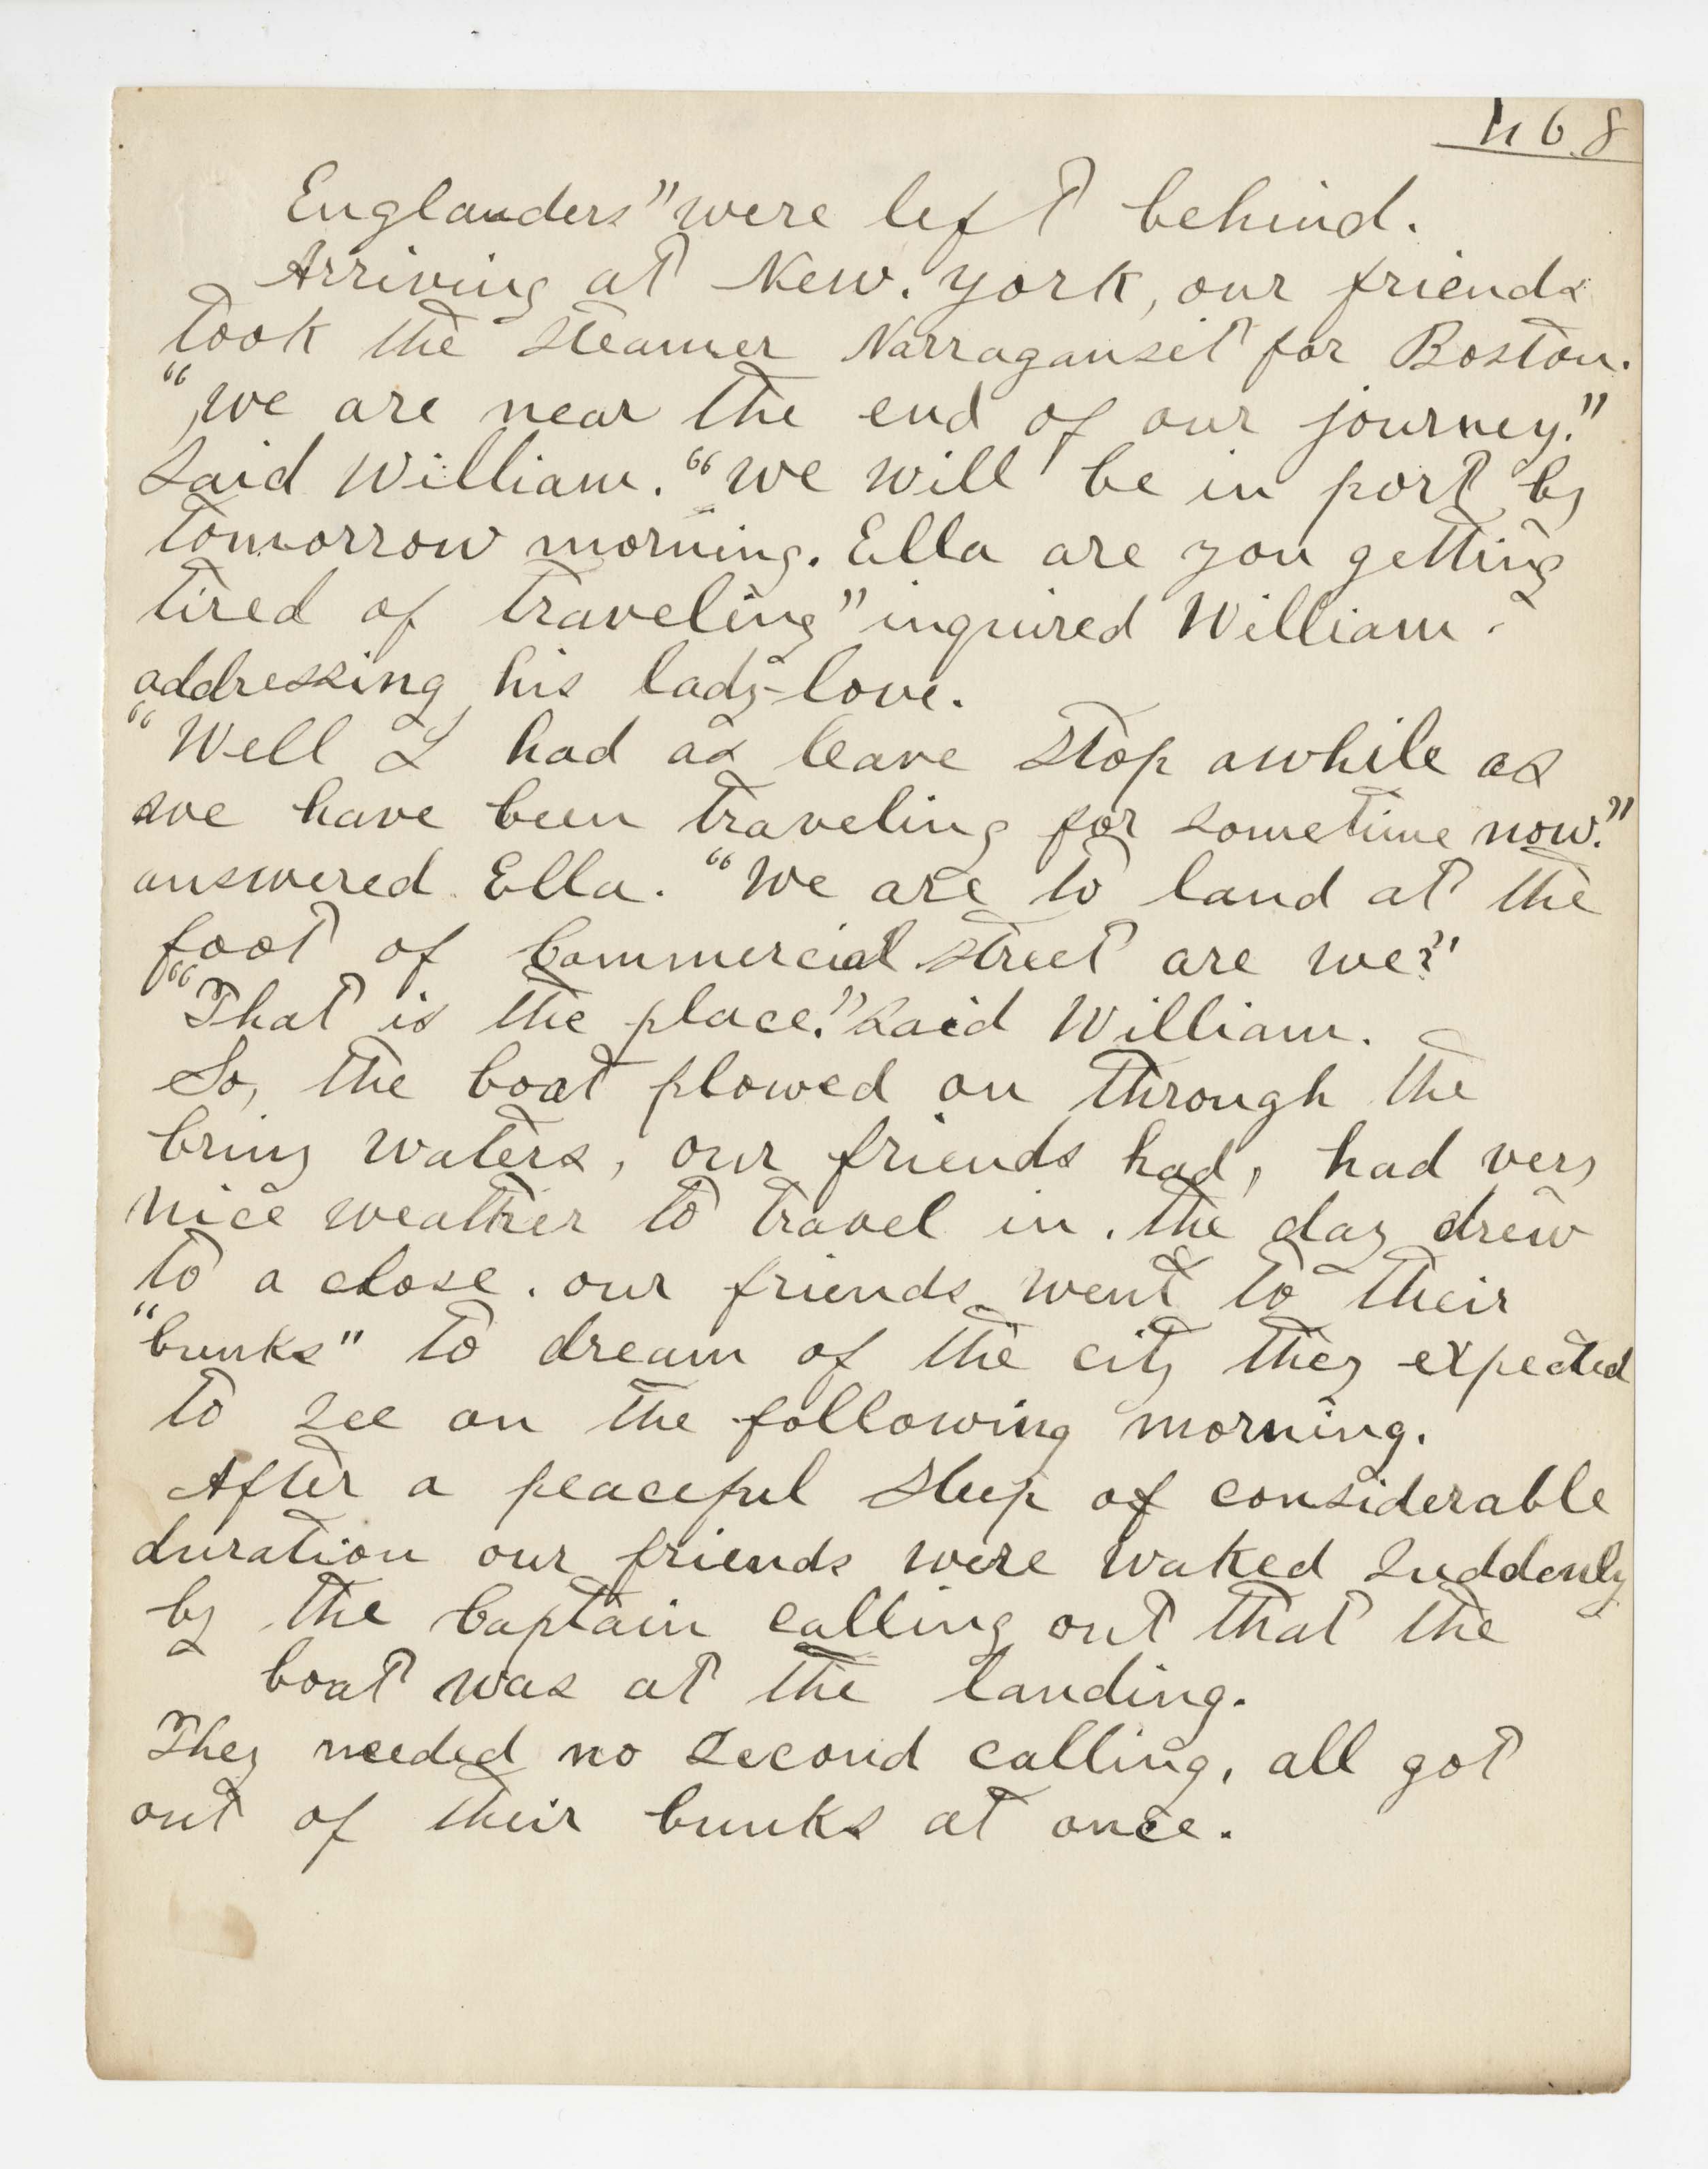 468
Englanders" were left behind.
Arriving at New. York, our friends
took the steamer Narraganset for Boston.
"we are near the end of our journey."
said William. "we will be in port by
tomorrow morning. Ella are you getting
tired of traveling" inquired William -
addressing his lady-love.
"Well I had as leave stop awhile as
we have been traveling for sometime now."
answered Ella. "We are to land at the
foot of Commercial street are we?"
"That is the place." said William.
So, the boat plowed on through the
briny waters, our friends had, had very
nice weather to travel in. the day drew
to a close. our friends went to their
"bunks" to dream of the city they expected
to see on the following morning.
After a peaceful sleep of considerable
duration our friends were waked suddenly
by the Captain calling out that the
boat was at the landing.
They needed no second calling, all got
out of their bunks at once.